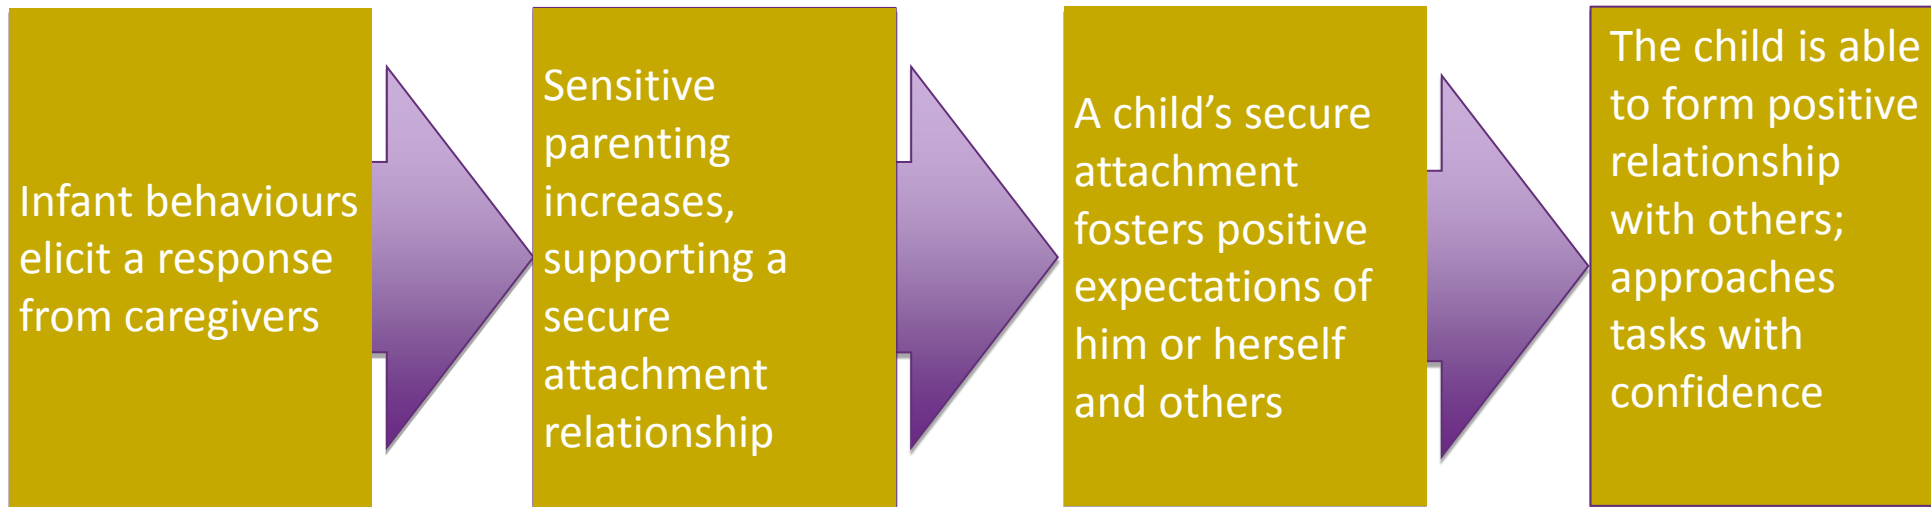 Infant behaviours
elicit a response
from caregivers
Sensitive
parenting
increases,
supporting a
secure
attachment
relationship
A child’s secure
attachment
fosters positive
expectations of
him or herself
and others
The child is able
to form positive
relationship
with others;
approaches
tasks with
confidence